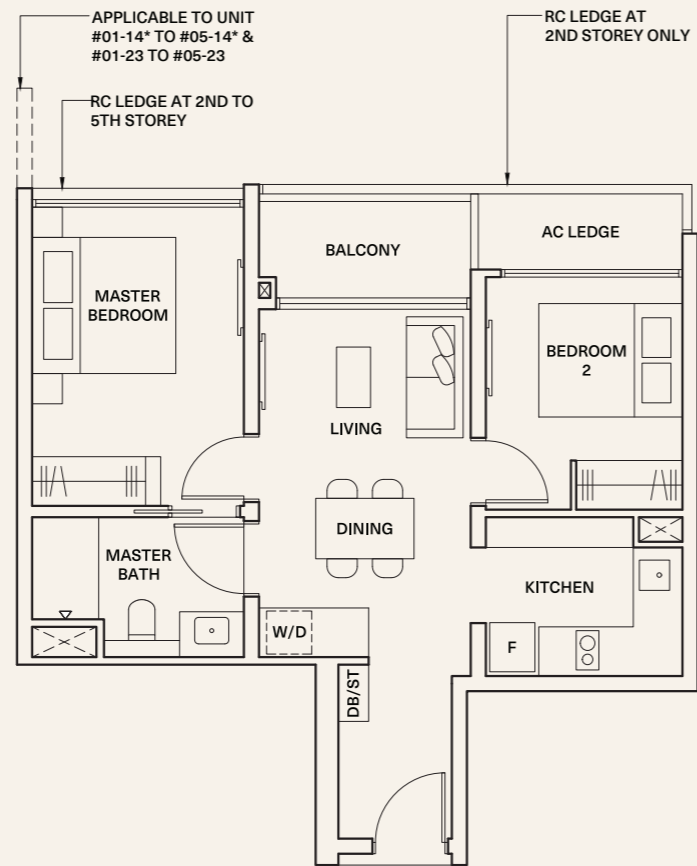 APPLICABLE TO UNIT
#01-14* TO #05-14* &
#01-23 TO #05-23
RC LEDGE AT
2ND STOREY ONLY
RC LEDGE AT 2ND TO
5TH STOREY
BALCONY
AC LEDGE
MASTER
BEDROOM
BEDROOM
2
LIVING
DINING
MASTER
BATH
KITCHEN
W/D
F
DB/ST